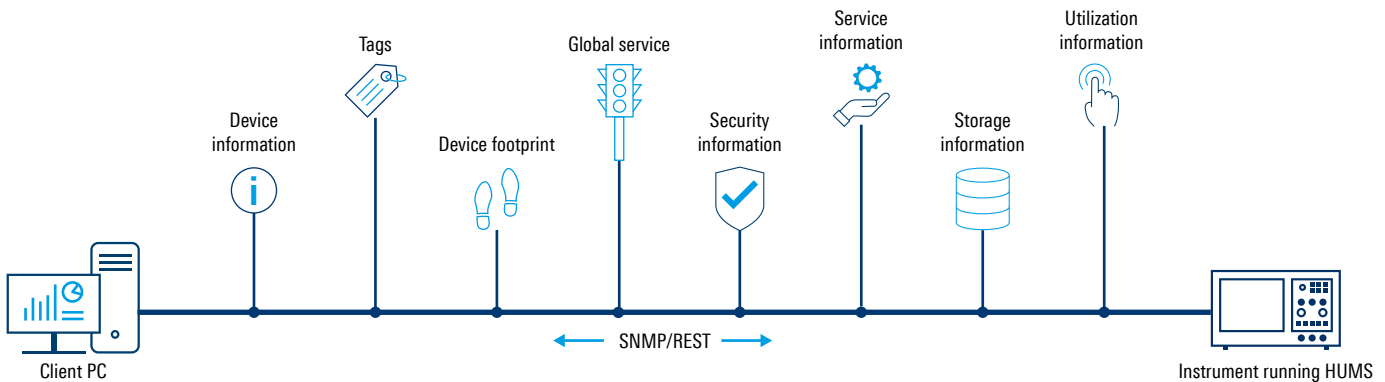 Tags
Global service
Service
information
Utilization
information
Device
information
Device footprint
Security
information
Storage
information
i
SNMP/REST
Client PC
Instrument running HUMS